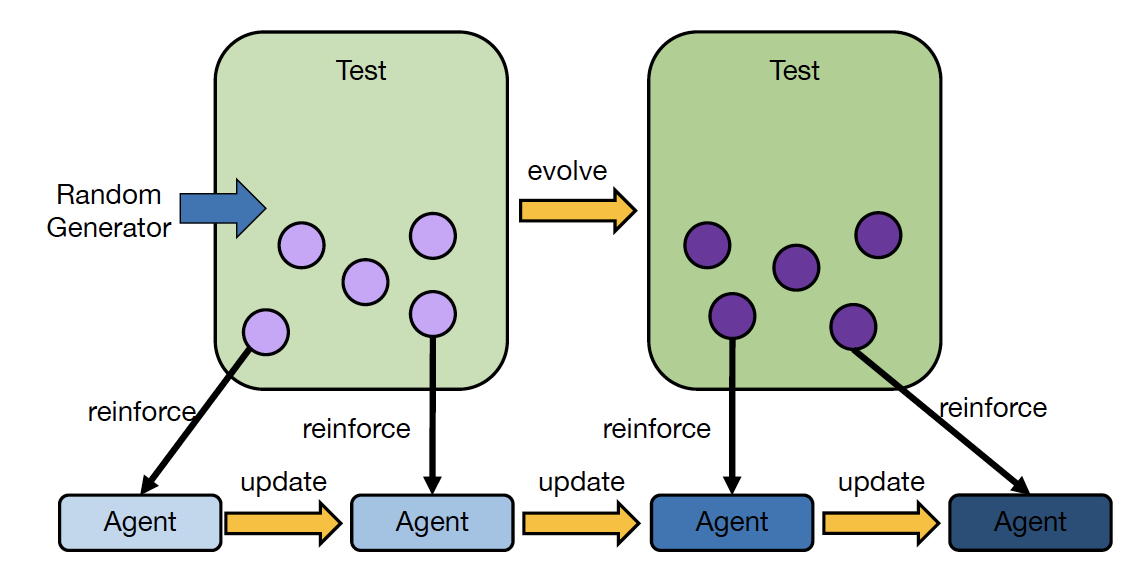 Test
Test
evolve
Random
Generator
reinforce
reinforce
reinforce
reinforce
update
update
update
Agent
Agent
Agent
Agent